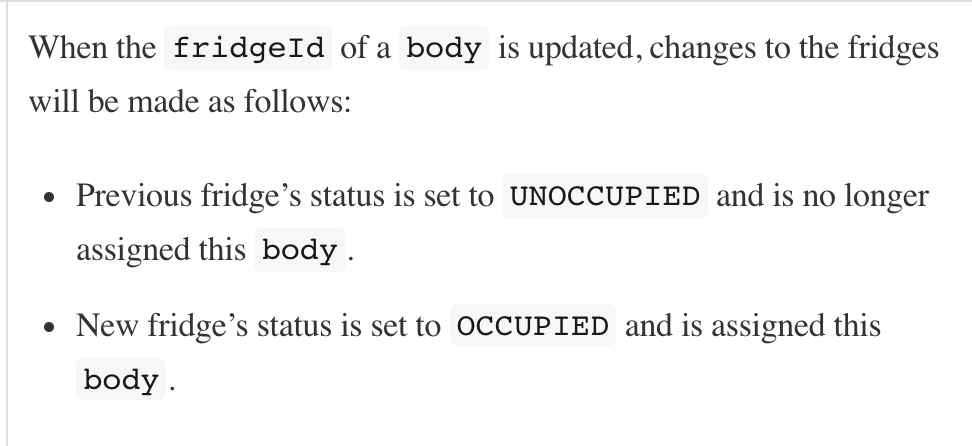 When the fridgeId of a body is updated, changes to the fridges
will be made as follows:
• Previous fridge’s status is set to UNOCCUPIED and is no longer
assigned this body.
• New fridge’s status is set to OCCUPIED and is assigned this
body.